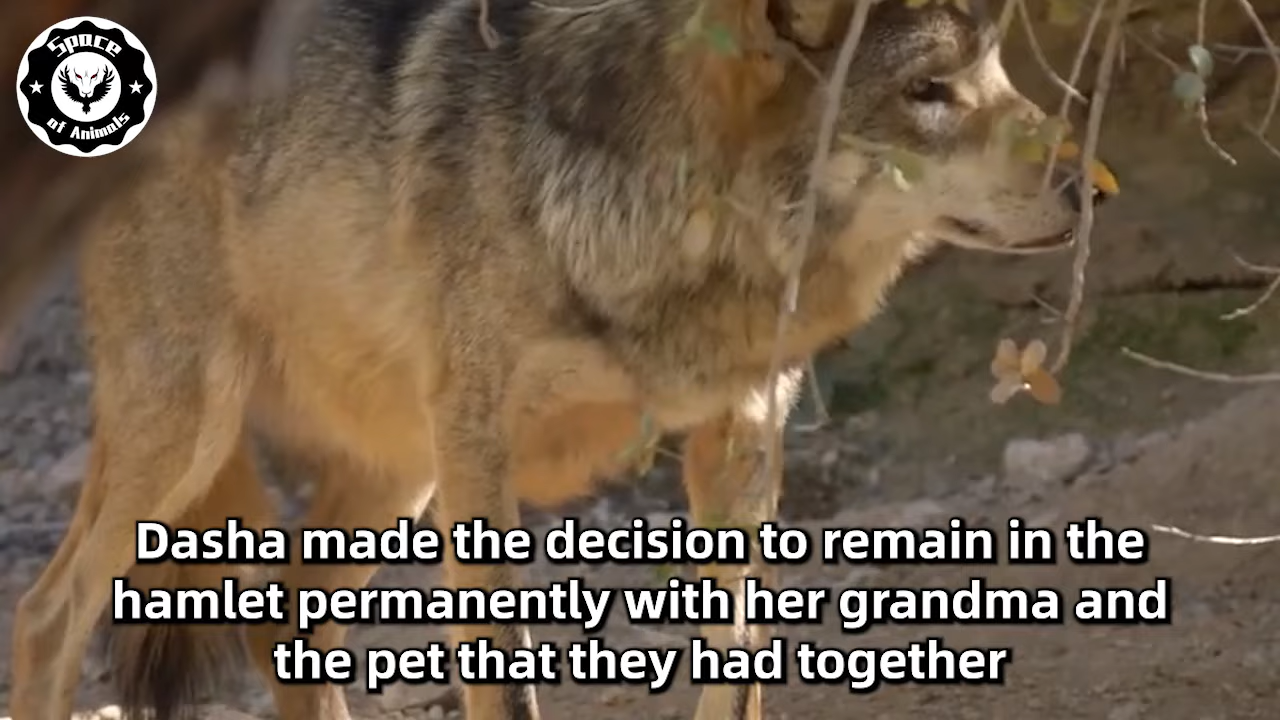 Space
of Animals
Dasha made the decision to remain in the
hamlet permanently with her grandma and
the pet that they had together